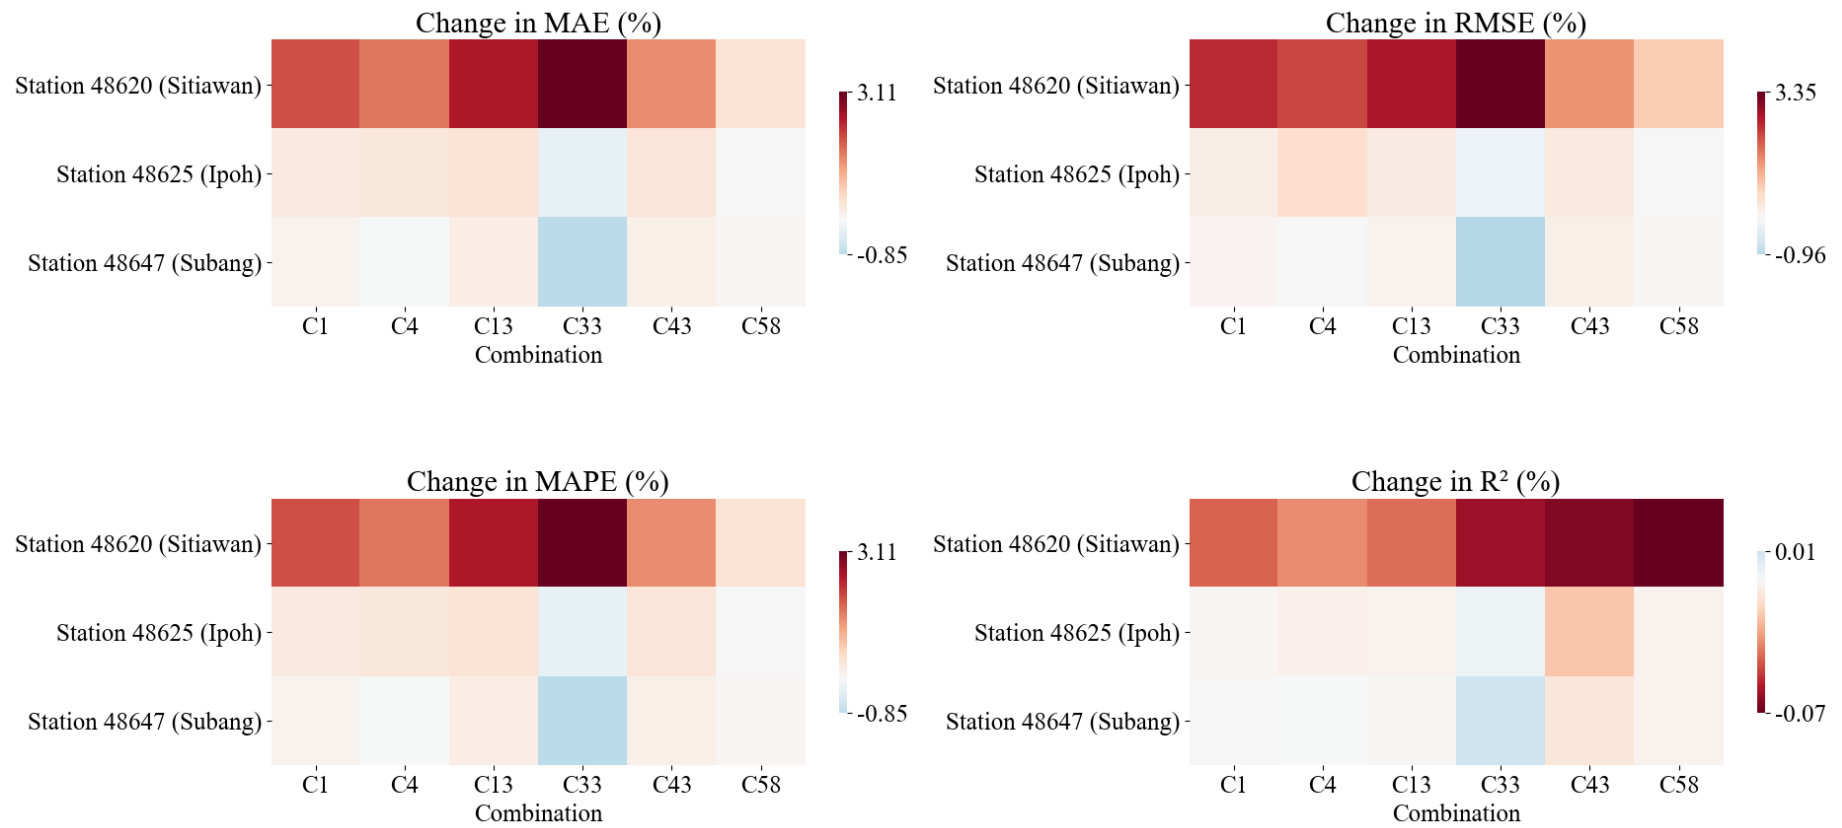 Change in MAE (%)
Station 48620 (Sitiawan)
Station 48625 (Ipoh)
Station 48647 (Subang)
C1 C4 C13 C33 C43 C58
Combination
3.11
-0.85
Change in RMSE (%)
Station 48620 (Sitiawan)
Station 48625 (Ipoh)
Station 48647 (Subang)
C1 C4 C13 C33 C43 C58
Combination
3.35
-0.96
Change in MAPE (%)
Station 48620 (Sitiawan)
Station 48625 (Ipoh)
Station 48647 (Subang)
C1 C4 C13 C33 C43 C58
Combination
3.11
-0.85
Change in R² (%)
Station 48620 (Sitiawan)
Station 48625 (Ipoh)
Station 48647 (Subang)
C1 C4 C13 C33 C43 C58
Combination
0.01
-0.07